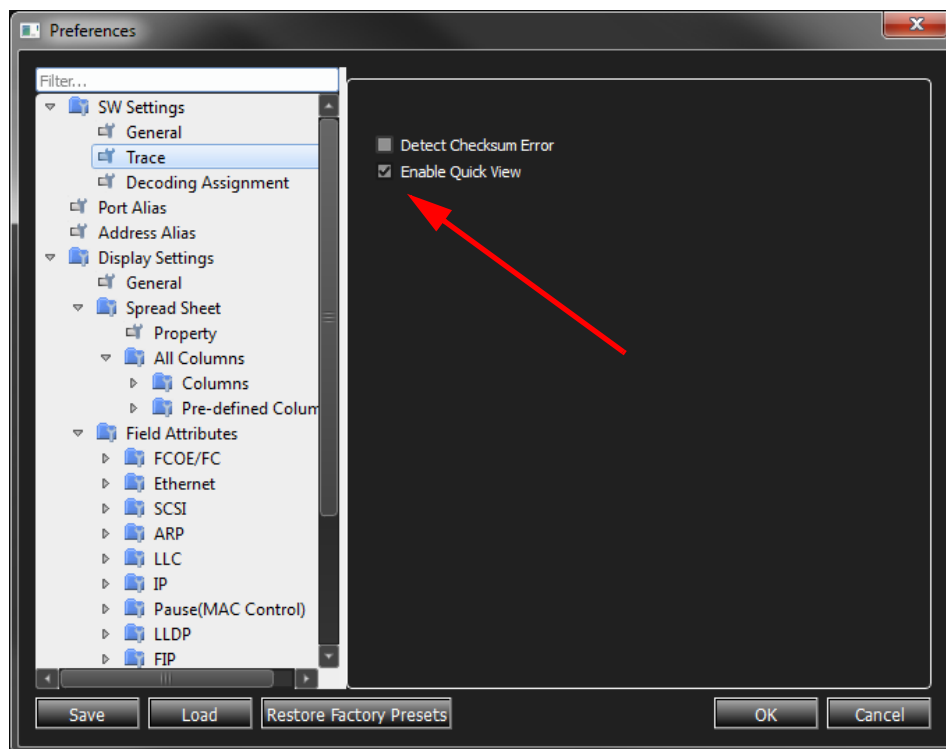 Preferences
Filter...
SW Settings
General
Trace
Decoding Assignment
Port Alias
Address Alias
Display Settings
General
Spread Sheet
Property
All Columns
Columns
Pre-defined Colum
Field Attributes
FCOE/FC
Ethernet
SCSI
ARP
LLC
IP
Pause(MAC Control)
LLDP
FIP
Detect Checksum Error
Enable Quick View
Save Load Restore Factory Presets OK Cancel